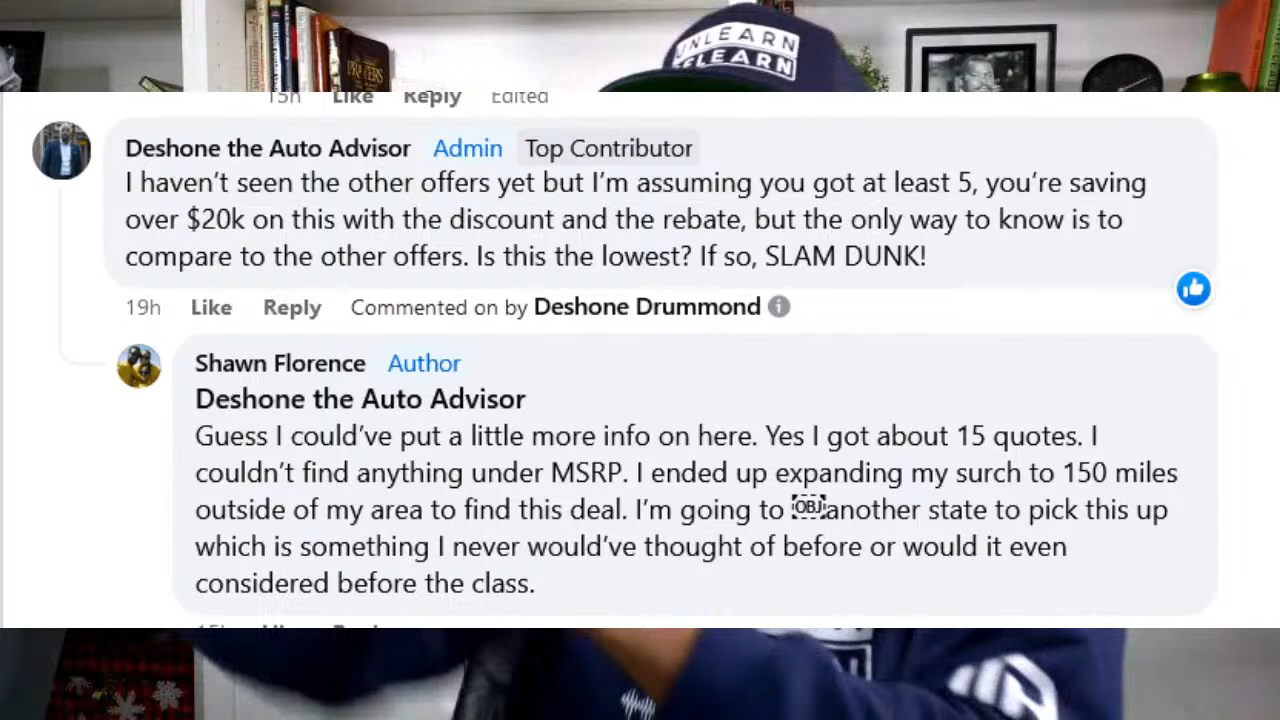 UNLEARN
RELEARN
PRAYERS
15h Like Reply Edited
Deshone the Auto Advisor Admin Top Contributor
I haven't seen the other offers yet but I'm assuming you got at least 5, you're saving
over $20k on this with the discount and the rebate, but the only way to know is to
compare to the other offers. Is this the lowest? If so, SLAM DUNK!
19h Like Reply Commented on by Deshone Drummond
Shawn Florence Author
Deshone the Auto Advisor
Guess I could've put a little more info on here. Yes I got about 15 quotes. I
couldn't find anything under MSRP. I ended up expanding my surch to 150 miles
outside of my area to find this deal. I'm going to OBJ another state to pick this up
which is something I never would've thought of before or would it even
considered before the class.